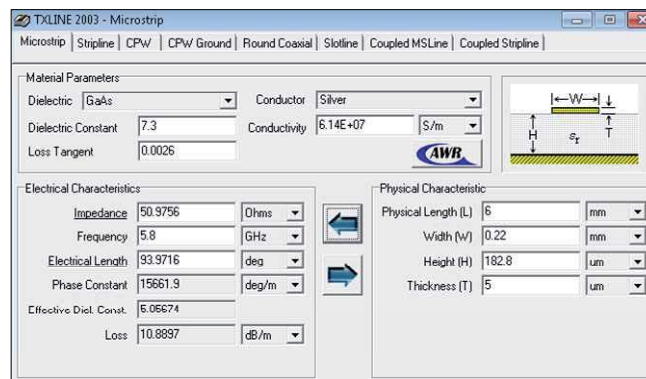 TXLINE 2003 - Microstrip
Microstrip | Stripline | CPW | CPW Ground | Round Coaxial | Slotline | Coupled MSLine | Coupled Stripline
Material Parameters
Dielectric GaAs Conductor Silver
Dielectric Constant 7.3 Conductivity 6.14E+07 S/m
Loss Tangent 0.0026 AWR
W
H εr T
Electrical Characteristics
Impedance 50.9756 Ohms
Frequency 5.8 GHz
Electrical Length 93.9716 deg
Phase Constant 15661.9 deg/m
Effective Diel. Const. 5.05674
Loss 10.8897 dB/m
Physical Characteristic
Physical Length (L) 6 mm
Width (W) 0.22 mm
Height (H) 182.8 um
Thickness (T) 5 um